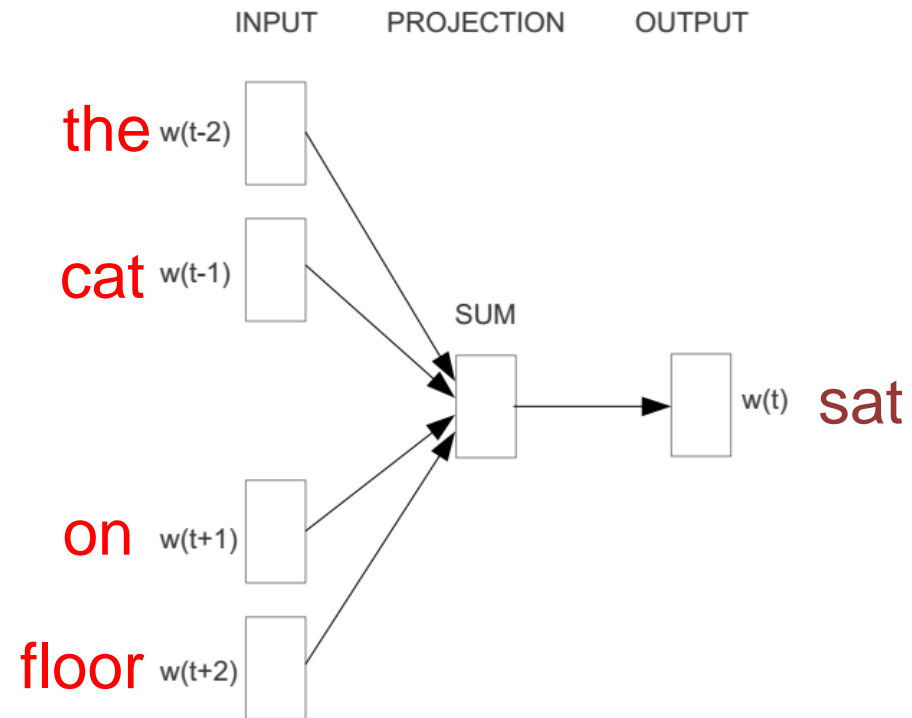 INPUT PROJECTION OUTPUT
the w(t-2)
cat w(t-1)
SUM
w(t) sat
on w(t+1)
floor w(t+2)